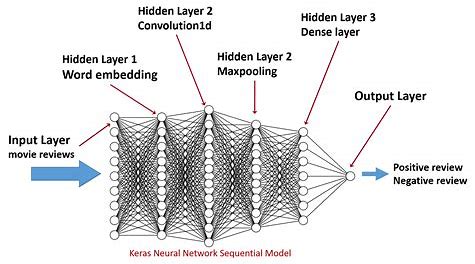 Hidden Layer 2
Convolution1d
Hidden Layer 3
Dense layer
Hidden Layer 1
Word embedding
Hidden Layer 2
Maxpooling
Output Layer
Input Layer
movie reviews
Positive review
Negative review
Keras Neural Network Sequential Model